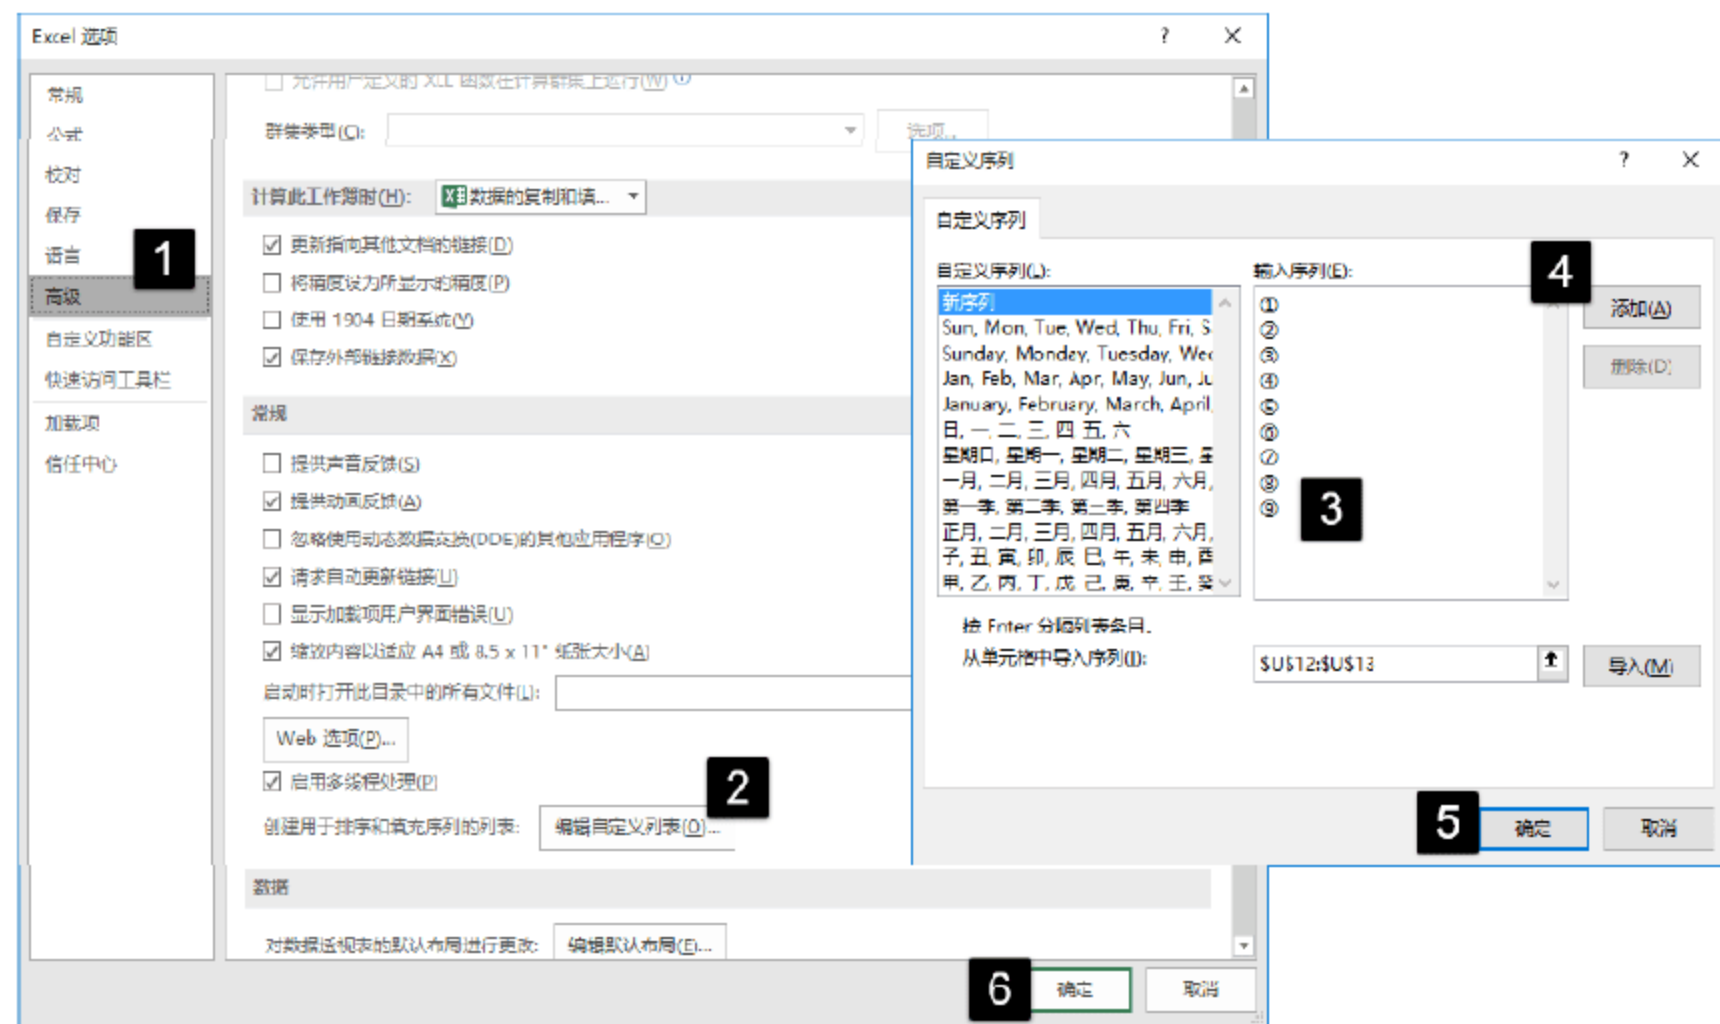 Excel 选项
?
常规
公式
校对
保存
语言
1
高级
自定义功能区
快速访问工具栏
加载项
信任中心
允许用户定义的 XLL 函数在计算群集上运行(W)
群集类型(C):
选项...
计算此工作簿时(H):
数据的复制和填...
更新指向其他文档的链接(D)
将精度设为所显示的精度(P)
使用 1904 日期系统(Y)
保存外部链接数据(X)
常规
提供声音反馈(S)
提供动画反馈(A)
忽略使用动态数据交换(DDE)的其他应用程序(O)
请求自动更新链接(U)
显示加载项用户界面错误(U)
缩放内容以适应 A4 或 8.5 x 11" 纸张大小(A)
启动时打开此目录中的所有文件(L):
Web 选项(P)...
启用多线程处理(P)
2
创建用于排序和填充序列的列表:
编辑自定义列表(O)...
数据
对数据透视表的默认布局进行更改:
编辑默认布局(E)...
6
确定
取消
自定义序列
?
自定义序列
自定义序列(L):
新序列
Sun, Mon, Tue, Wed, Thu, Fri, S
Sunday, Monday, Tuesday, Wed
Jan, Feb, Mar, Apr, May, Jun, Ju
January, February, March, April,
日, 一, 二, 三, 四, 五, 六
星期日, 星期一, 星期二, 星期三, 星
一月, 二月, 三月, 四月, 五月, 六月,
第一季, 第二季, 第三季, 第四季
正月, 二月, 三月, 四月, 五月, 六月,
子, 丑, 寅, 卯, 辰, 巳, 午, 未, 申, 酉
甲, 乙, 丙, 丁, 戊, 己, 庚, 辛, 壬, 癸
输入序列(E):
①
②
③
④
⑤
⑥
⑦
⑧
⑨
3
4
添加(A)
删除(D)
按 Enter 分隔列表条目。
从单元格中导入序列(I):
$U$12:$U$13
导入(M)
5
确定
取消